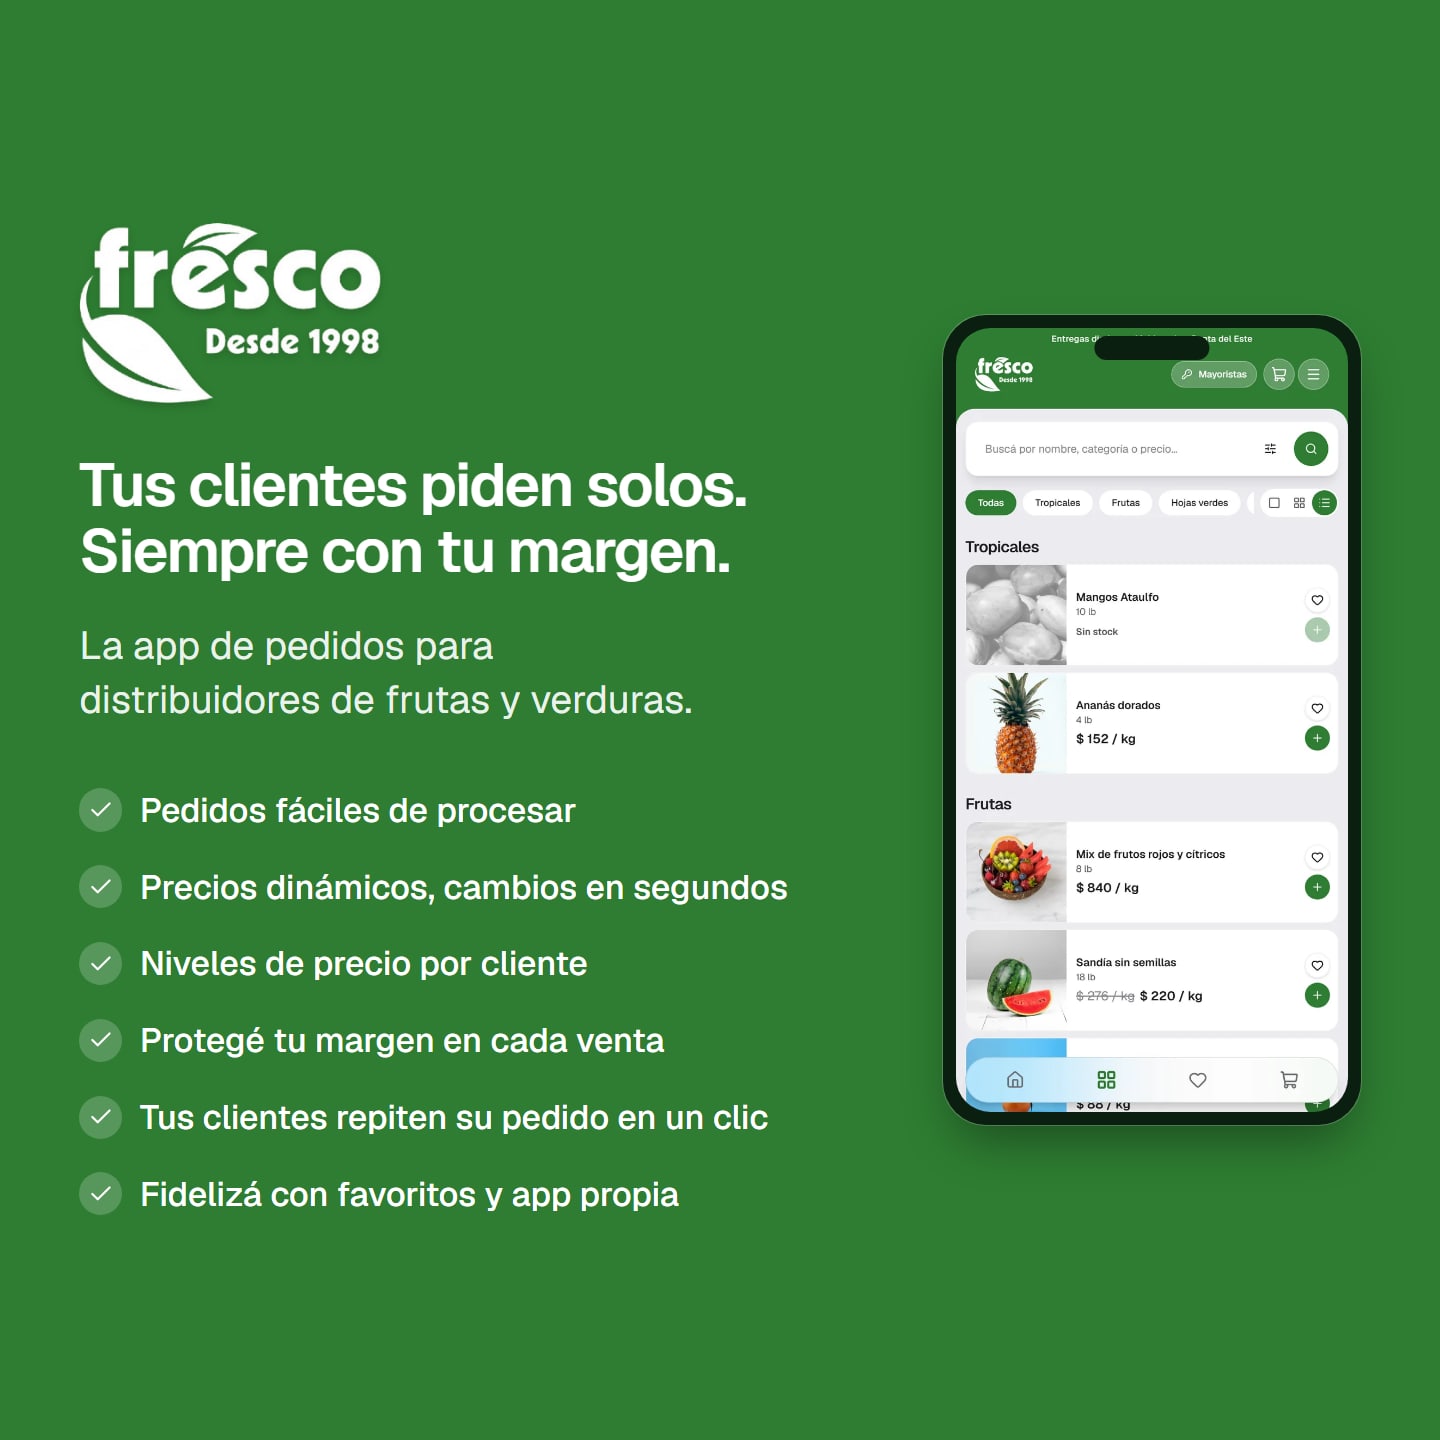 fresco
Desde 1998
Tus clientes piden solos.
Siempre con tu margen.
La app de pedidos para
distribuidores de frutas y verduras.
Pedidos fáciles de procesar
Precios dinámicos, cambios en segundos
Niveles de precio por cliente
Protegé tu margen en cada venta
Tus clientes repiten su pedido en un clic
Fidelizá con favoritos y app propia
Entregas del Este
fresco
Desde 1998
Mayoristas
Buscá por nombre, categoría o precio...
Todas Tropicales Frutas Hojas verdes
Tropicales
Mangos Ataulfo
10 lb
Sin stock
Ananás dorados
4 lb
$ 152 / kg
Frutas
Mix de frutos rojos y cítricos
8 lb
$ 840 / kg
Sandía sin semillas
18 lb
$ 276 / kg $ 220 / kg
$ 88 / kg